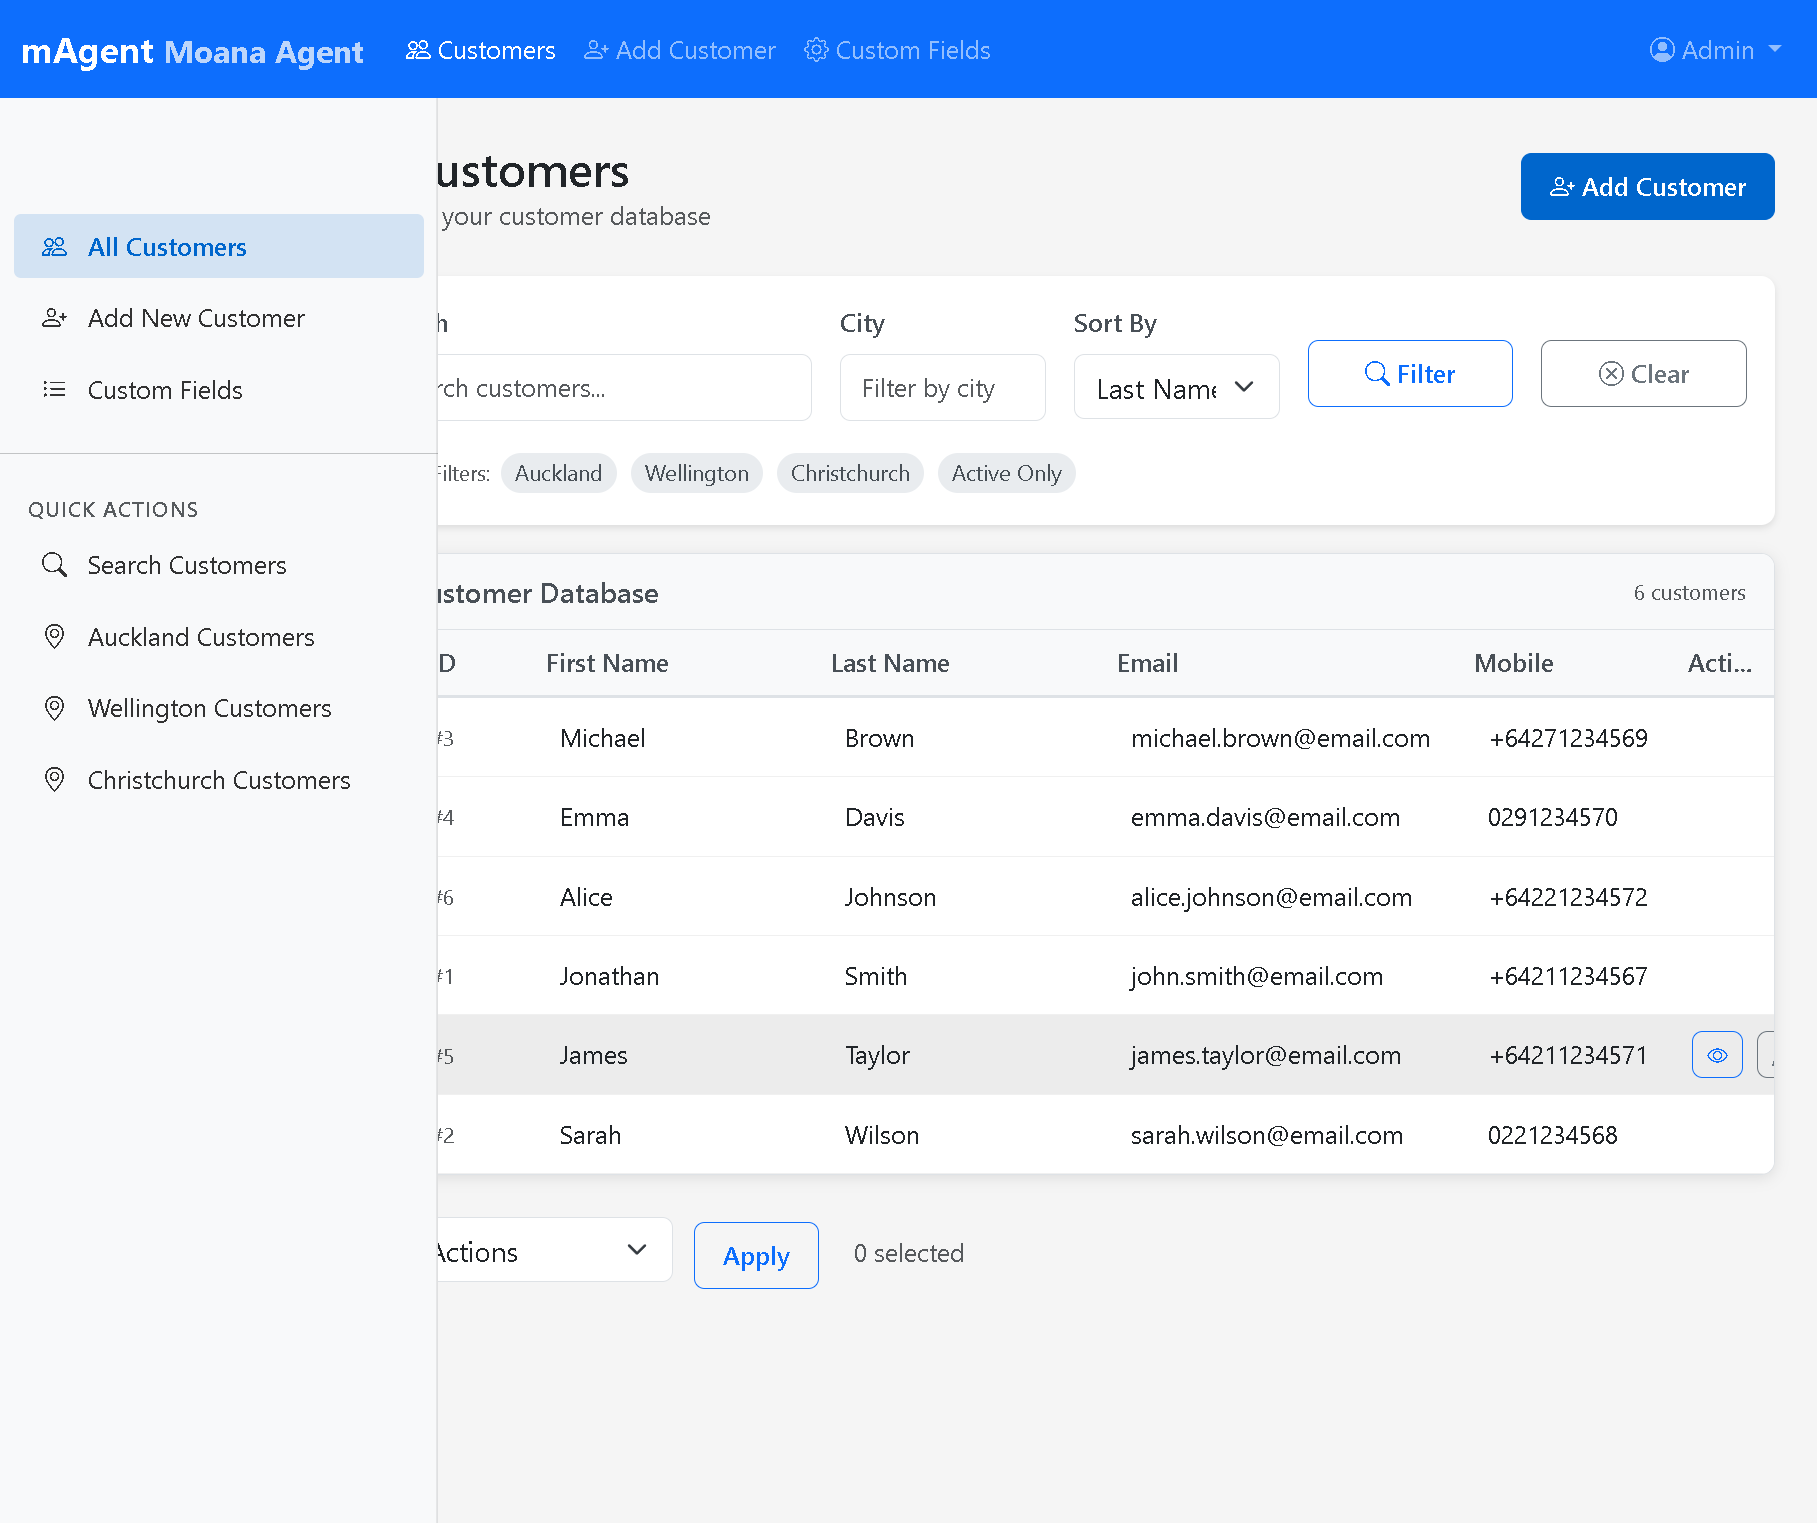 mAgent Moana Agent Customers Add Customer Custom Fields Admin
All Customers
Add New Customer
Custom Fields
QUICK ACTIONS
Search Customers
Auckland Customers
Wellington Customers
Christchurch Customers
ustomers
your customer database
Add Customer
h City Sort By
rch customers... Filter by city Last Name Filter Clear
Filters: Auckland Wellington Christchurch Active Only
ustomer Database 6 customers
D First Name Last Name Email Mobile Acti...
#3 Michael Brown michael.brown@email.com +64271234569
#4 Emma Davis emma.davis@email.com 0291234570
#6 Alice Johnson alice.johnson@email.com +64221234572
#1 Jonathan Smith john.smith@email.com +64211234567
#5 James Taylor james.taylor@email.com +64211234571
#2 Sarah Wilson sarah.wilson@email.com 0221234568
Actions Apply 0 selected